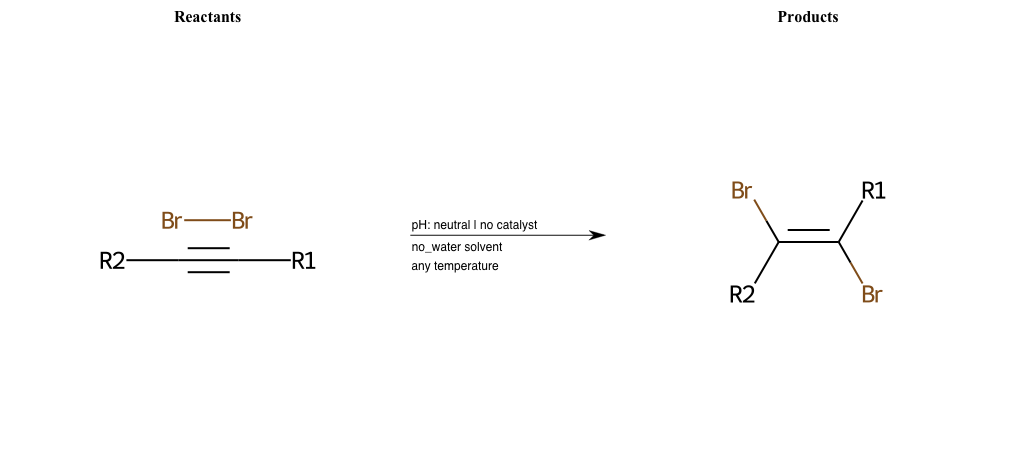 Reactants
Products
Br Br
R2 R1
pH: neutral | no catalyst
no_water solvent
any temperature
Br R1
R2 Br